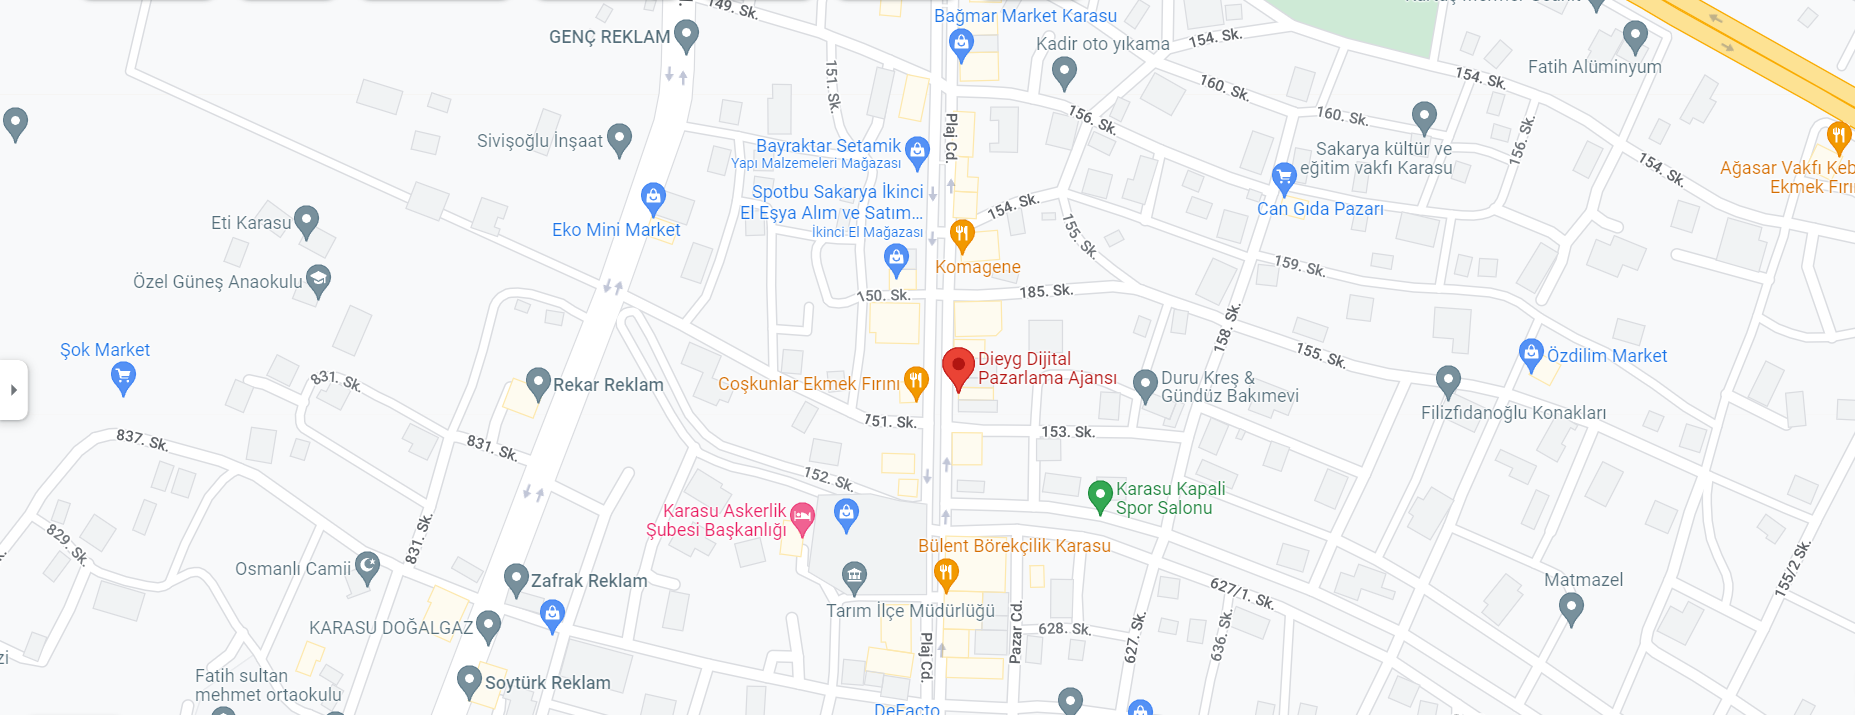 149. Sk.
Bağmar Market Karasu
GENÇ REKLAM
Kadir oto yıkama
154. Sk.
Fatih Alüminyum
151. Sk.
160. Sk.
154. Sk.
156. Sk.
160. Sk.
Plaj Cd.
Sivişoğlu İnşaat
Bayraktar Setamik
Yapı Malzemeleri Mağazası
Sakarya kültür ve
eğitim vakfı Karasu
156. Sk.
154. Sk.
Ağasar Vakfı Keb
Ekmek Fırı
Spotbu Sakarya İkinci
El Eşya Alım ve Satım...
İkinci El Mağazası
154. Sk.
Can Gıda Pazarı
Eti Karasu
Eko Mini Market
155. Sk.
Komagene
159. Sk.
Özel Güneş Anaokulu
150. Sk.
185. Sk.
158. Sk.
Şok Market
155. Sk.
Özdilim Market
Dieyg Dijital
Pazarlama Ajansı
831. Sk.
Rekar Reklam
Coşkunlar Ekmek Fırını
Duru Kreş &
Gündüz Bakımevi
Filizfidanoğlu Konakları
151. Sk.
153. Sk.
837. Sk.
831. Sk.
152. Sk.
Karasu Kapali
Spor Salonu
Karasu Askerlik
Şubesi Başkanlığı
829. Sk.
831. Sk.
Bülent Börekçilik Karasu
Osmanlı Camii
Zafrak Reklam
155/2. Sk.
Matmazel
627/1. Sk.
Tarım İlçe Müdürlüğü
KARASU DOĞALGAZ
Plaj Cd.
Pazar Cd.
628. Sk.
627. Sk.
636. Sk.
zi
Fatih sultan
mehmet ortaokulu
Soytürk Reklam
DeFacto